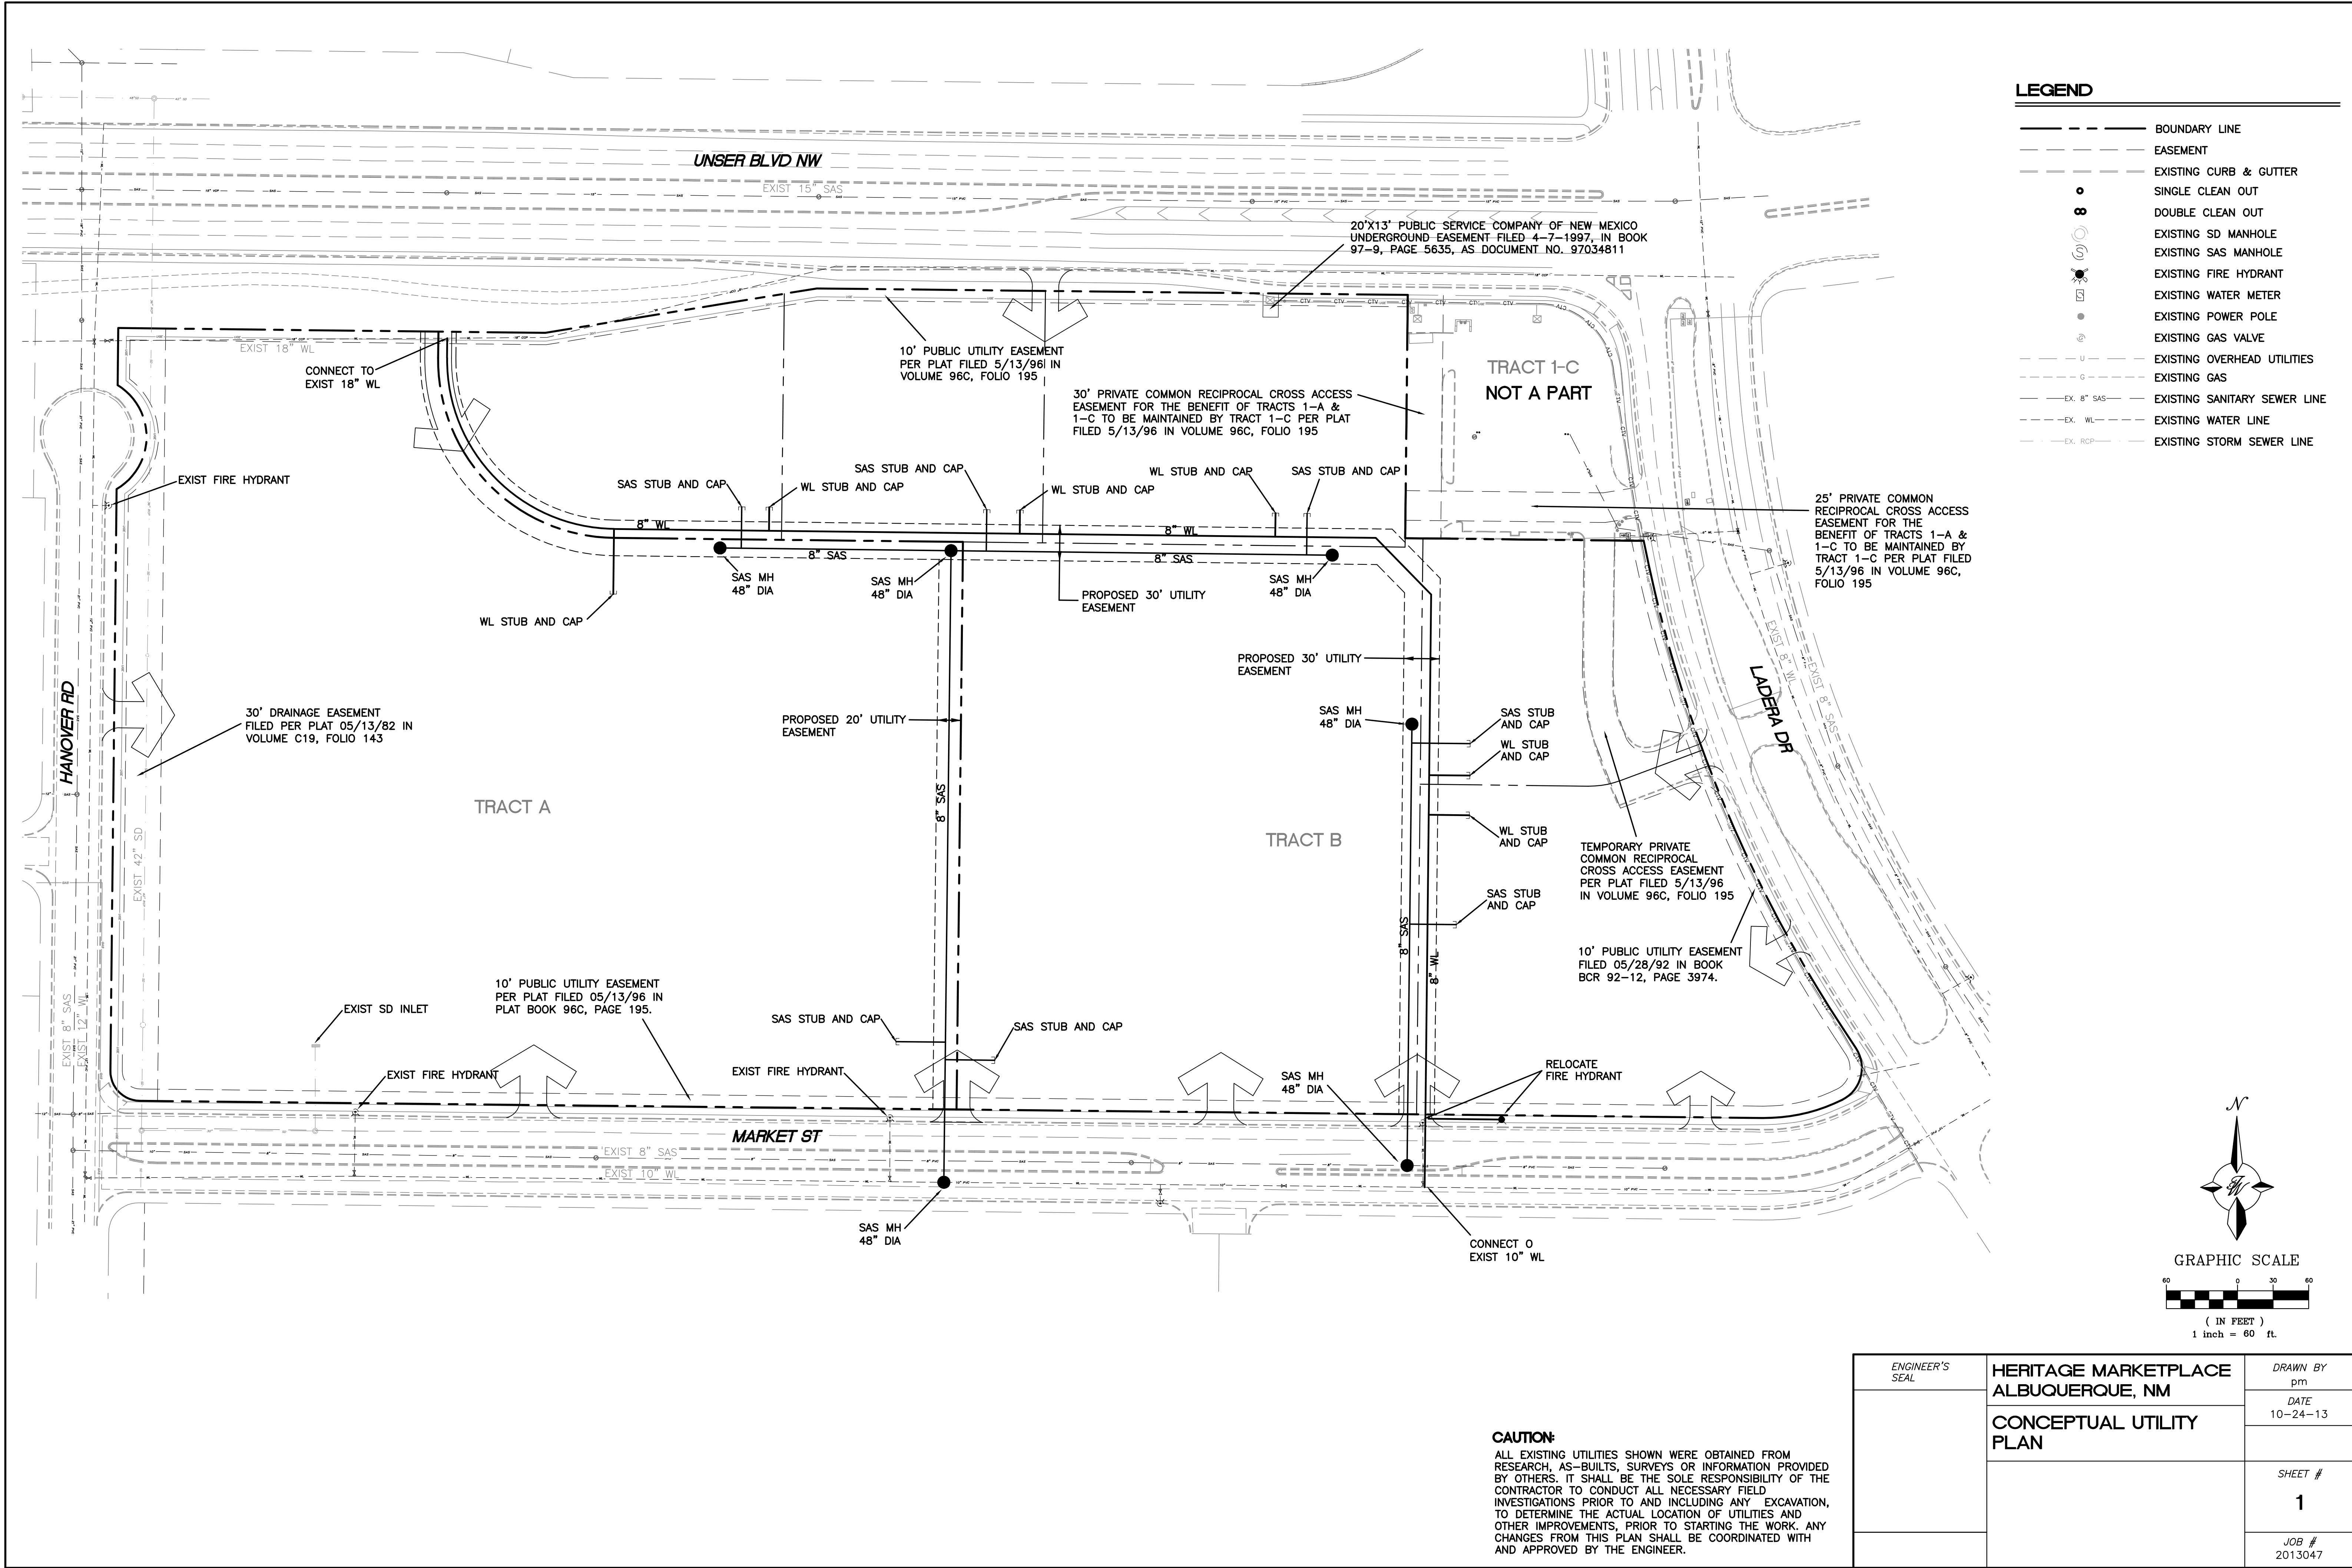 UNSER BLVD NW
EXIST 15" SAS
20'X13' PUBLIC SERVICE COMPANY OF NEW MEXICO
UNDERGROUND EASEMENT FILED 4-7-1997, IN BOOK
97-9, PAGE 5635, AS DOCUMENT NO. 97034811
EXIST 18" WL
CONNECT TO
EXIST 18" WL
10' PUBLIC UTILITY EASEMENT
PER PLAT FILED 5/13/96 IN
VOLUME 96C, FOLIO 195
30' PRIVATE COMMON RECIPROCAL CROSS ACCESS
EASEMENT FOR THE BENEFIT OF TRACTS 1-A &
1-C TO BE MAINTAINED BY TRACT 1-C PER PLAT
FILED 5/13/96 IN VOLUME 96C, FOLIO 195
TRACT 1-C
NOT A PART
EXIST FIRE HYDRANT
SAS STUB AND CAP
WL STUB AND CAP
SAS STUB AND CAP
WL STUB AND CAP
WL STUB AND CAP
SAS STUB AND CAP
8" WL
8" WL
8" SAS
8" SAS
SAS MH
48" DIA
SAS MH
48" DIA
SAS MH
48" DIA
WL STUB AND CAP
PROPOSED 30' UTILITY
EASEMENT
25' PRIVATE COMMON
RECIPROCAL CROSS ACCESS
EASEMENT FOR THE
BENEFIT OF TRACTS 1-A &
1-C TO BE MAINTAINED BY
TRACT 1-C PER PLAT FILED
5/13/96 IN VOLUME 96C,
FOLIO 195
PROPOSED 30' UTILITY
EASEMENT
HANOVER RD
30' DRAINAGE EASEMENT
FILED PER PLAT 05/13/82 IN
VOLUME C19, FOLIO 143
PROPOSED 20' UTILITY
EASEMENT
SAS MH
48" DIA
SAS STUB
AND CAP
WL STUB
AND CAP
WL STUB
AND CAP
SAS STUB
AND CAP
EXIST 8" WL
EXIST 8" SAS
LADERA DR
TRACT A
8" SAS
TRACT B
8" SAS
8" WL
EXIST 42" SD
TEMPORARY PRIVATE
COMMON RECIPROCAL
CROSS ACCESS EASEMENT
PER PLAT FILED 5/13/96
IN VOLUME 96C, FOLIO 195
10' PUBLIC UTILITY EASEMENT
FILED 05/28/92 IN BOOK
BCR 92-12, PAGE 3974.
EXIST 8" SAS
EXIST 12" WL
EXIST SD INLET
10' PUBLIC UTILITY EASEMENT
PER PLAT FILED 05/13/96 IN
PLAT BOOK 96C, PAGE 195.
SAS STUB AND CAP
SAS STUB AND CAP
EXIST FIRE HYDRANT
EXIST FIRE HYDRANT
SAS MH
48" DIA
RELOCATE
FIRE HYDRANT
MARKET ST
EXIST 8" SAS
EXIST 10" WL
SAS MH
48" DIA
CONNECT O
EXIST 10" WL
LEGEND
BOUNDARY LINE
EASEMENT
EXISTING CURB & GUTTER
SINGLE CLEAN OUT
DOUBLE CLEAN OUT
EXISTING SD MANHOLE
EXISTING SAS MANHOLE
EXISTING FIRE HYDRANT
EXISTING WATER METER
EXISTING POWER POLE
EXISTING GAS VALVE
U EXISTING OVERHEAD UTILITIES
G EXISTING GAS
EX. 8" SAS EXISTING SANITARY SEWER LINE
EX. WL EXISTING WATER LINE
EX. RCP EXISTING STORM SEWER LINE
N
GRAPHIC SCALE
60 0 30 60
( IN FEET )
1 inch = 60 ft.
CAUTION:
ALL EXISTING UTILITIES SHOWN WERE OBTAINED FROM
RESEARCH, AS-BUILTS, SURVEYS OR INFORMATION PROVIDED
BY OTHERS. IT SHALL BE THE SOLE RESPONSIBILITY OF THE
CONTRACTOR TO CONDUCT ALL NECESSARY FIELD
INVESTIGATIONS PRIOR TO AND INCLUDING ANY EXCAVATION,
TO DETERMINE THE ACTUAL LOCATION OF UTILITIES AND
OTHER IMPROVEMENTS, PRIOR TO STARTING THE WORK. ANY
CHANGES FROM THIS PLAN SHALL BE COORDINATED WITH
AND APPROVED BY THE ENGINEER.
ENGINEER'S
SEAL
HERITAGE MARKETPLACE
ALBUQUERQUE, NM
CONCEPTUAL UTILITY
PLAN
DRAWN BY
pm
DATE
10-24-13
SHEET #
1
JOB #
2013047